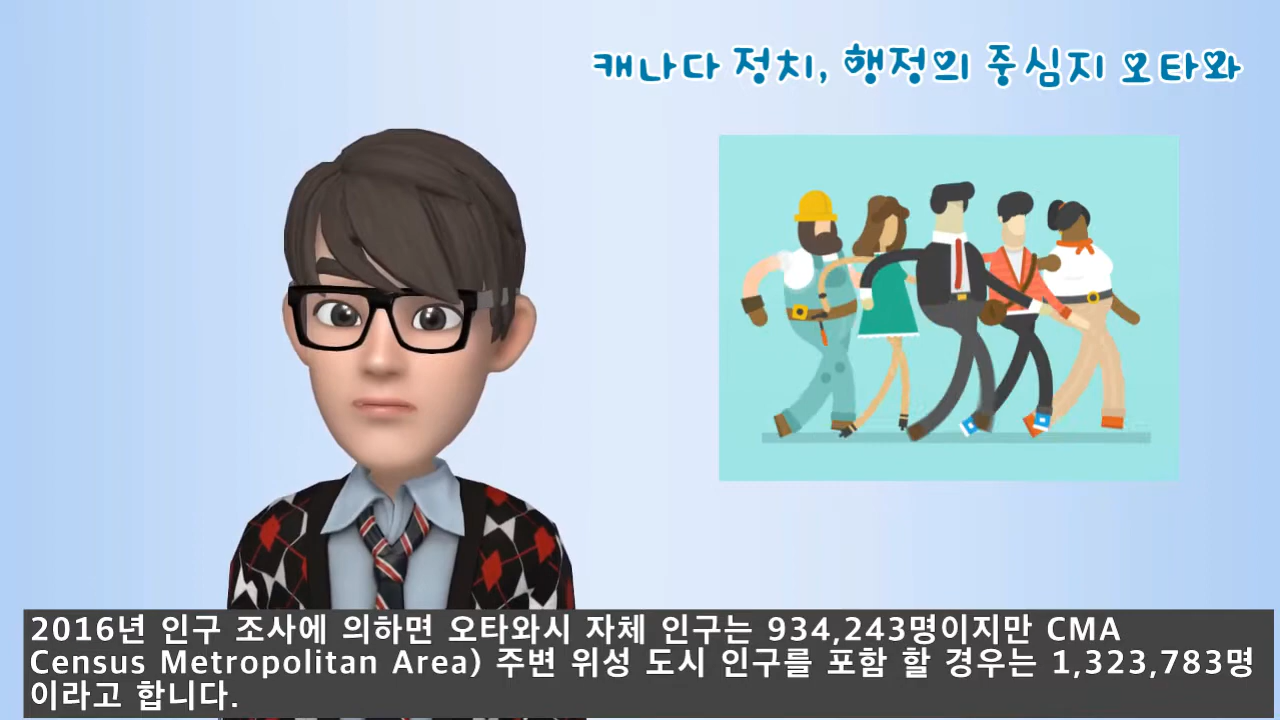 캐나다 정치, 행정의 중심지 오타와
2016년 인구 조사에 의하면 오타와시 자체 인구는 934,243명이지만 CMA
Census Metropolitan Area) 주변 위성 도시 인구를 포함 할 경우는 1,323,783명
이라고 합니다.